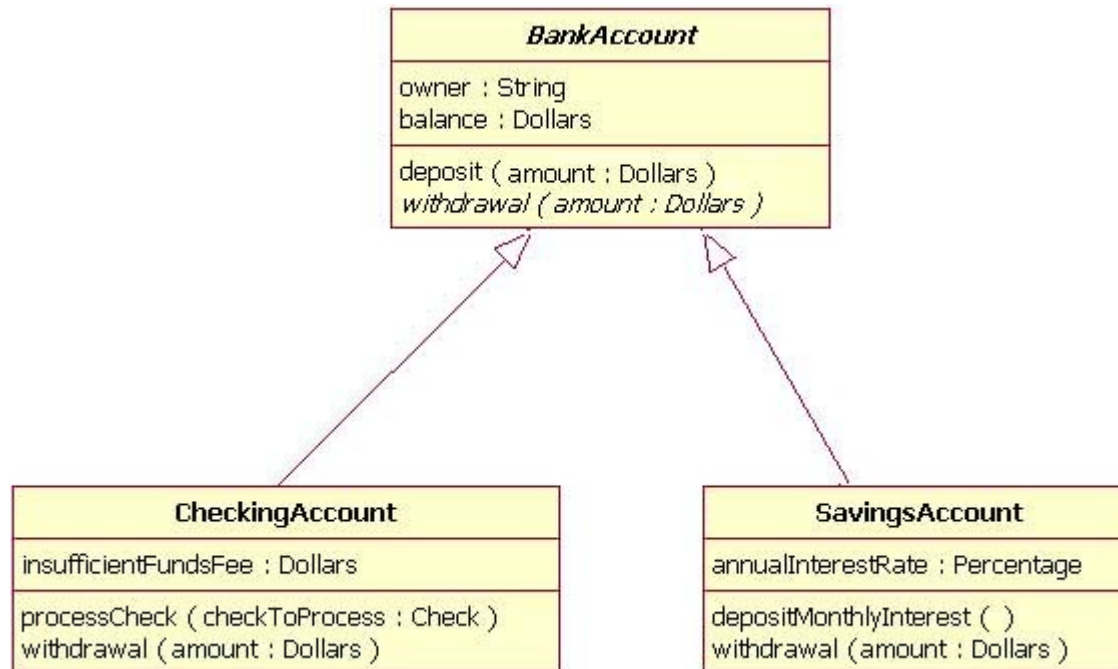 BankAccount
owner : String
balance : Dollars
deposit ( amount : Dollars )
withdrawal ( amount : Dollars )
CheckingAccount
insufficientFundsFee : Dollars
processCheck ( checkToProcess : Check )
withdrawal ( amount : Dollars )
SavingsAccount
annualInterestRate : Percentage
depositMonthlyInterest ( )
withdrawal ( amount : Dollars )